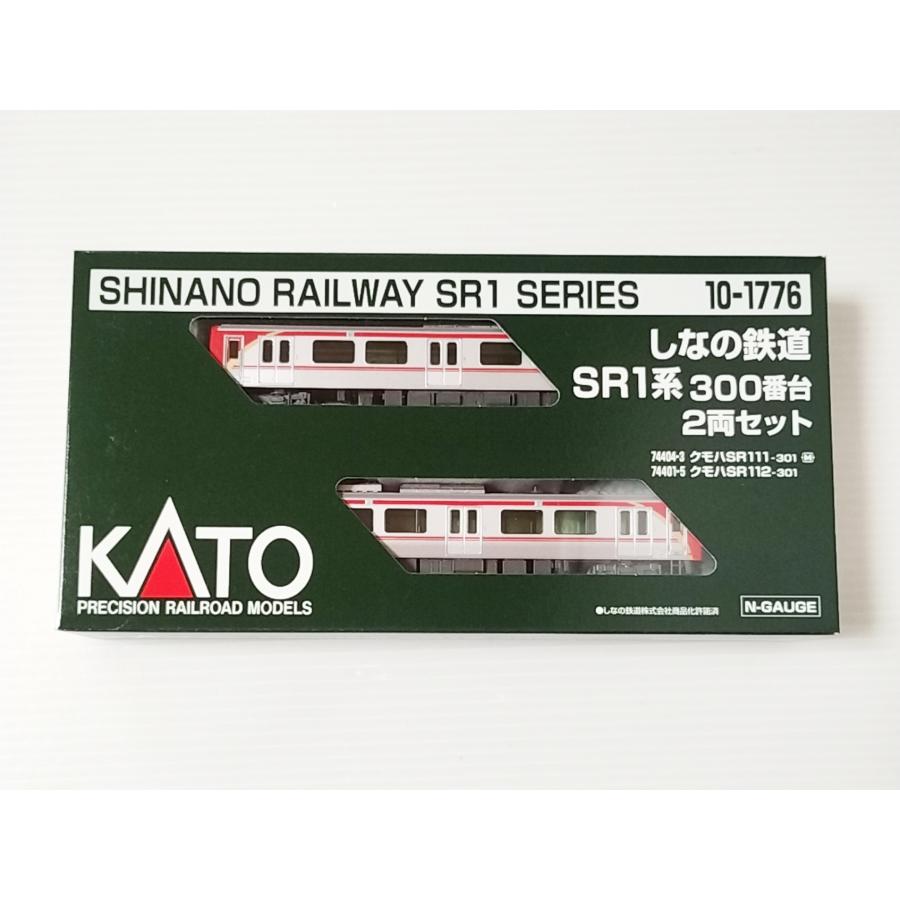 SHINANO RAILWAY SR1 SERIES 10-1776
しなの鉄道
SR1系 300番台
2両セット
74404-3 クモハSR111-301 M
74401-5 クモハSR112-301
KATO
PRECISION RAILROAD MODELS
●しなの鉄道株式会社商品化許諾済
N-GAUGE